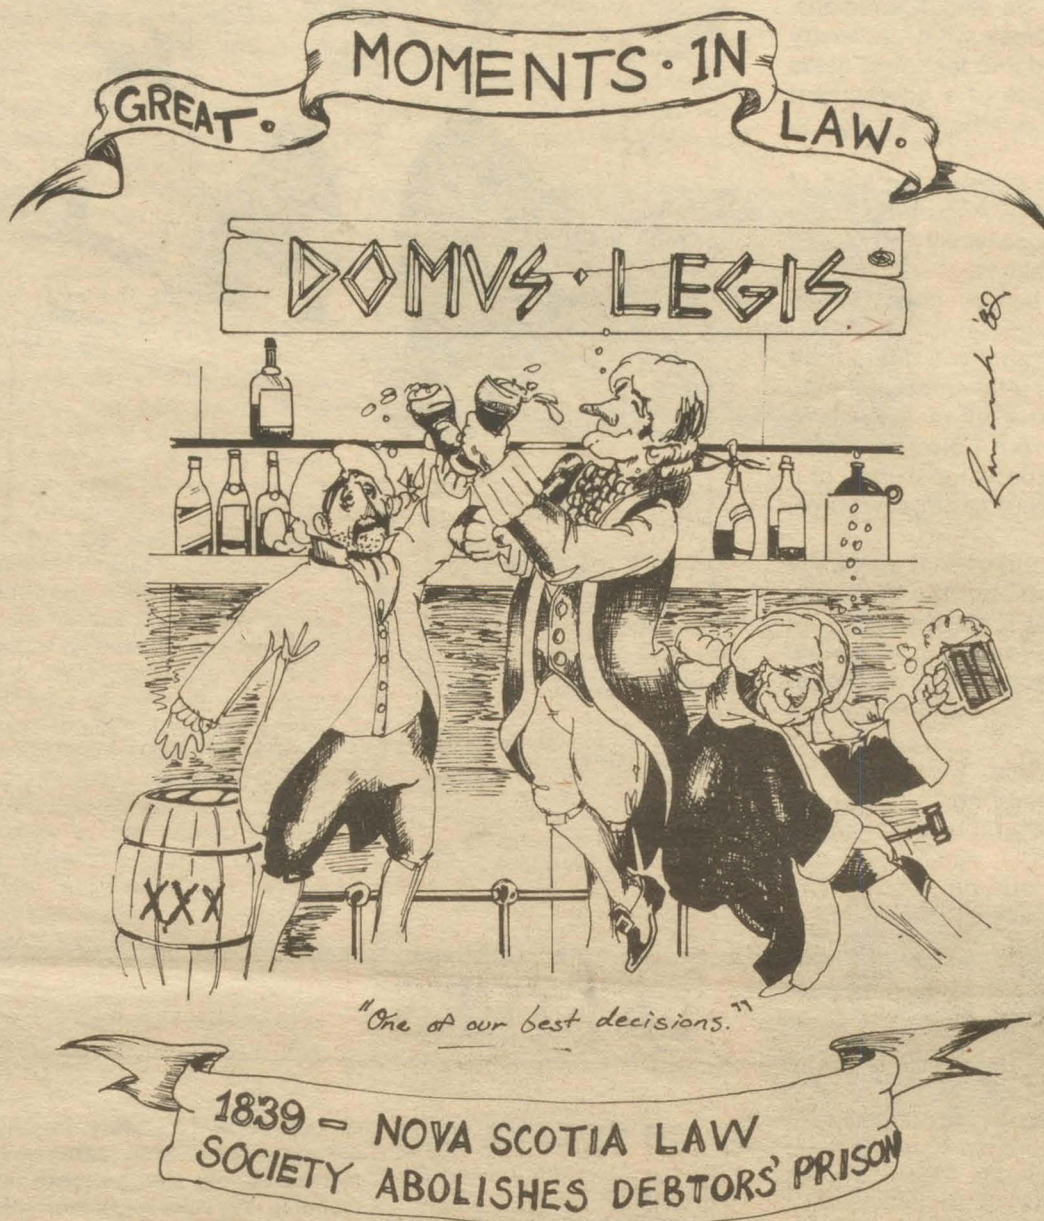 GREAT · MOMENTS · IN LAW ·
DOMVS · LEGIS
'82
XXX
"One of our best decisions."
1839 - NOVA SCOTIA LAW
SOCIETY ABOLISHES DEBTORS' PRISON